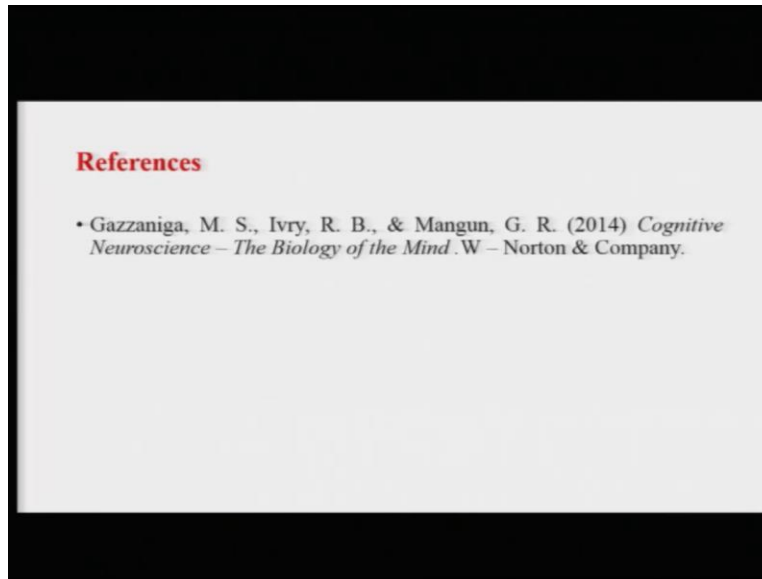 References
• Gazzaniga, M. S., Ivry, R. B., & Mangun, G. R. (2014) Cognitive
Neuroscience – The Biology of the Mind . W – Norton & Company.